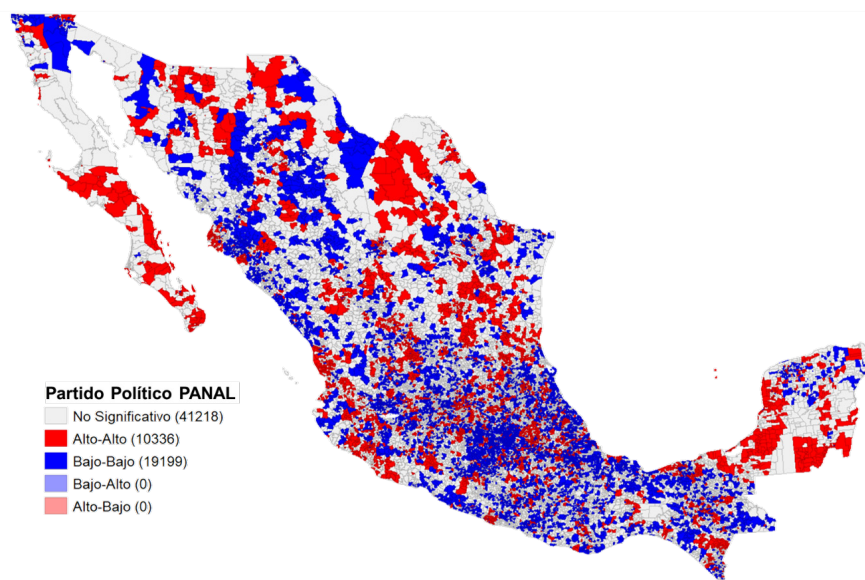 Partido Político PANAL
No Significativo (41218)
Alto-Alto (10336)
Bajo-Bajo (19199)
Bajo-Alto (0)
Alto-Bajo (0)